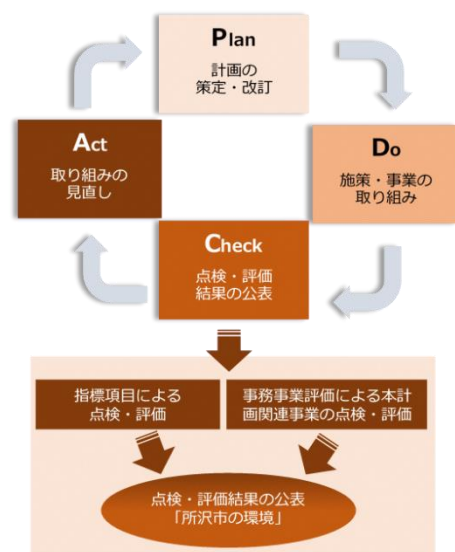 Plan
計画の
策定・改訂
Act
取り組みの
見直し
Do
施策・事業の
取り組み
Check
点検・評価
結果の公表
指標項目による
点検・評価
事務事業評価による本計
画関連事業の点検・評価
点検・評価結果の公表
「所沢市の環境」